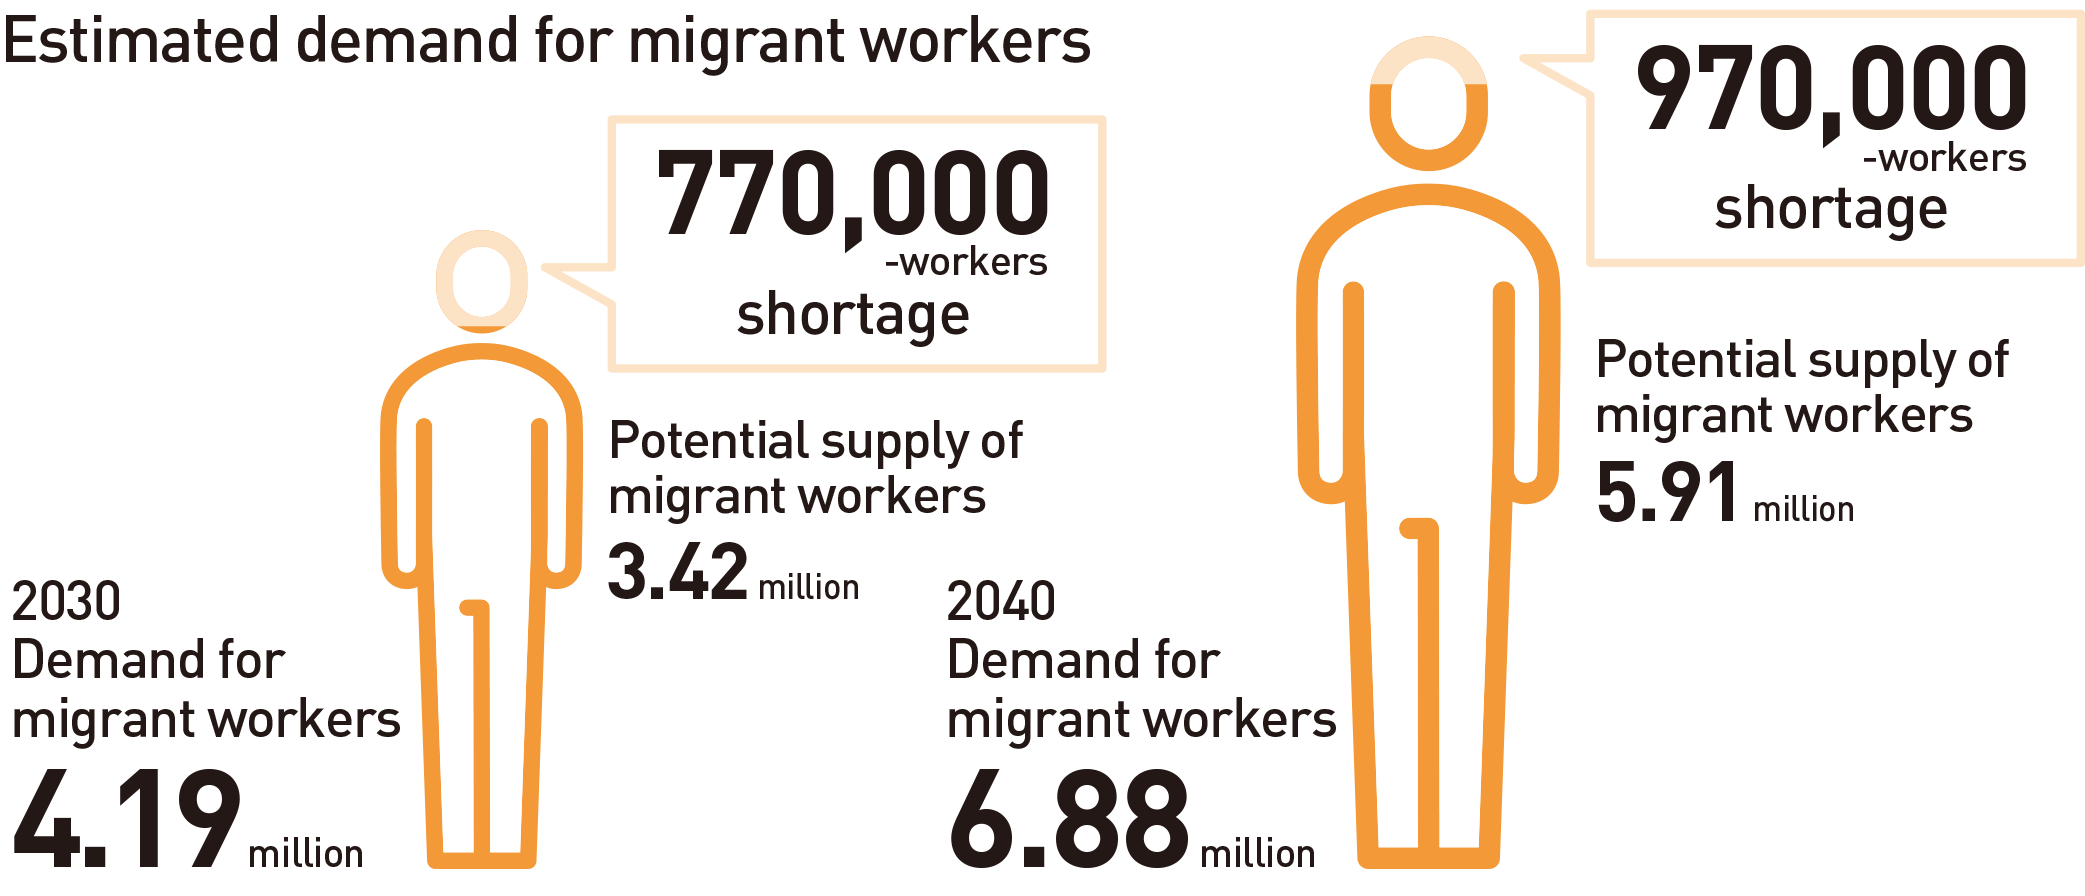 Estimated demand for migrant workers
770,000
-workers
shortage
Potential supply of
migrant workers
3.42 million
2030
Demand for
migrant workers
4.19 million
970,000
-workers
shortage
Potential supply of
migrant workers
5.91 million
2040
Demand for
migrant workers
6.88 million